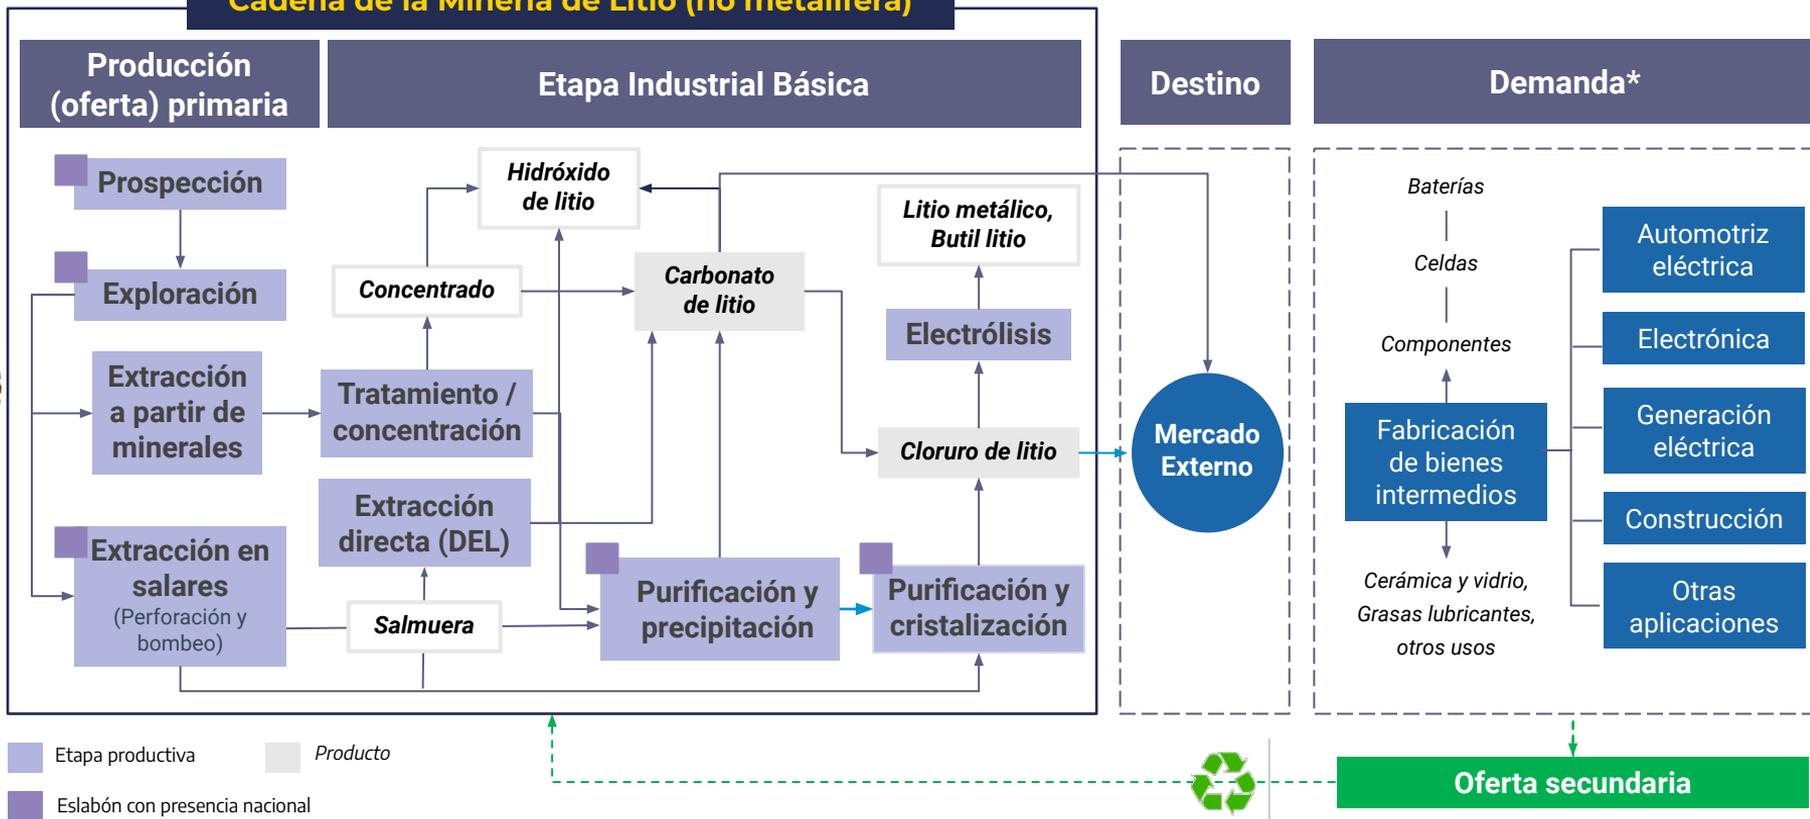 Cadena de la Minería de Litio (no metalífera)
Producción
(oferta) primaria
Etapa Industrial Básica
Destino
Demanda*
Prospección
Exploración
Extracción
a partir de
minerales
Extracción en
salares
(Perforación y
bombeo)
Hidróxido
de litio
Concentrado
Carbonato
de litio
Litio metálico,
Butil litio
Electrólisis
Tratamiento /
concentración
Cloruro de litio
Extracción
directa (DEL)
Salmuera
Purificación y
precipitación
Purificación y
cristalización
Mercado
Externo
Baterías
Celdas
Componentes
Fabricación
de bienes
intermedios
Cerámica y vidrio,
Grasas lubricantes,
otros usos
Automotriz
eléctrica
Electrónica
Generación
eléctrica
Construcción
Otras
aplicaciones
Etapa productiva
Producto
Eslabón con presencia nacional
Oferta secundaria